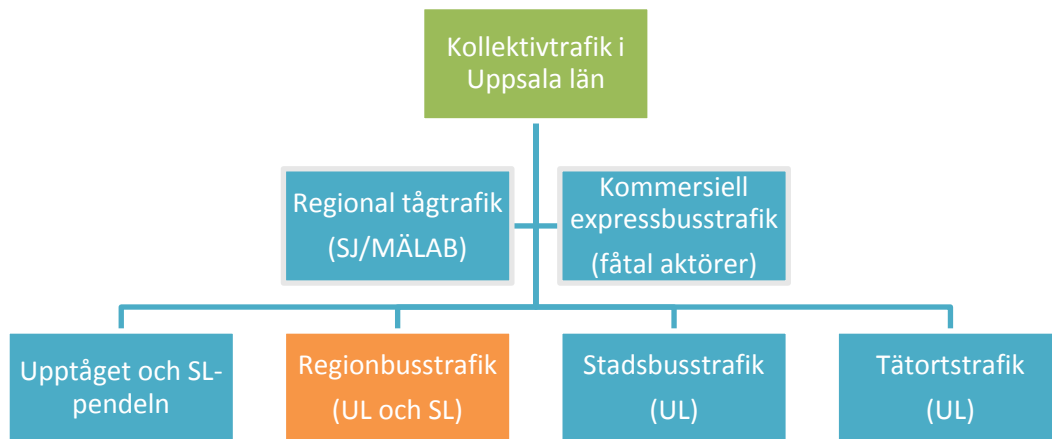 Kollektivtrafik i
Uppsala län
Regional tågtrafik
(SJ/MÄLAB)
Kommersiell
expressbusstrafik
(fåtal aktörer)
Upptåget och SL-
pendeln
Regionbusstrafik
(UL och SL)
Stadsbusstrafik
(UL)
Tätortstrafik
(UL)